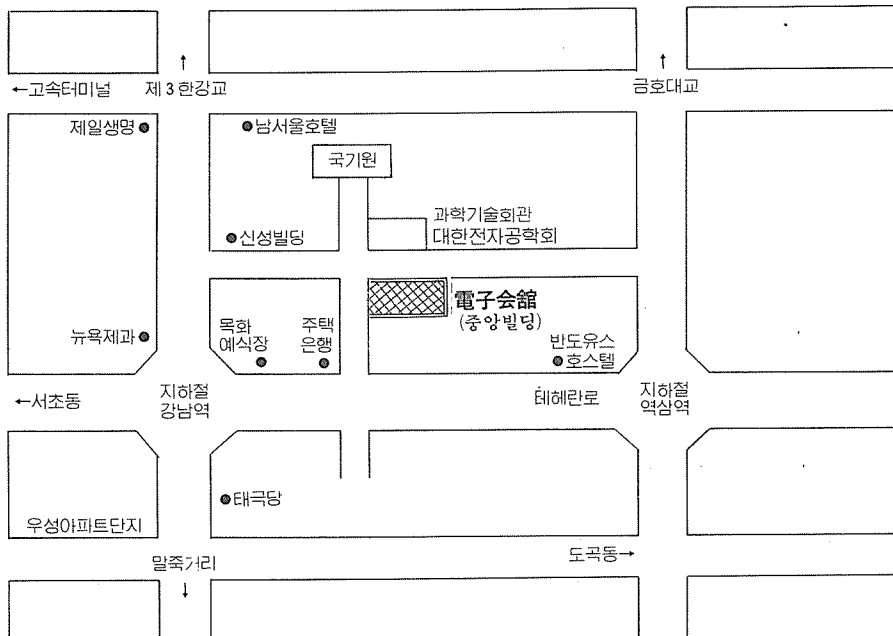 ←고속터미널
제3한강교
금호대교
제일생명
남서울호텔
국기원
과학기술회관
대한전자공학회
신성빌딩
電子会舘
(중앙빌딩)
뉴욕제과
목화
예식장
주택
은행
반도유스
호스텔
←서초동
지하철
강남역
테헤란로
지하철
역삼역
태극당
우성아파트단지
말죽거리
도곡동→